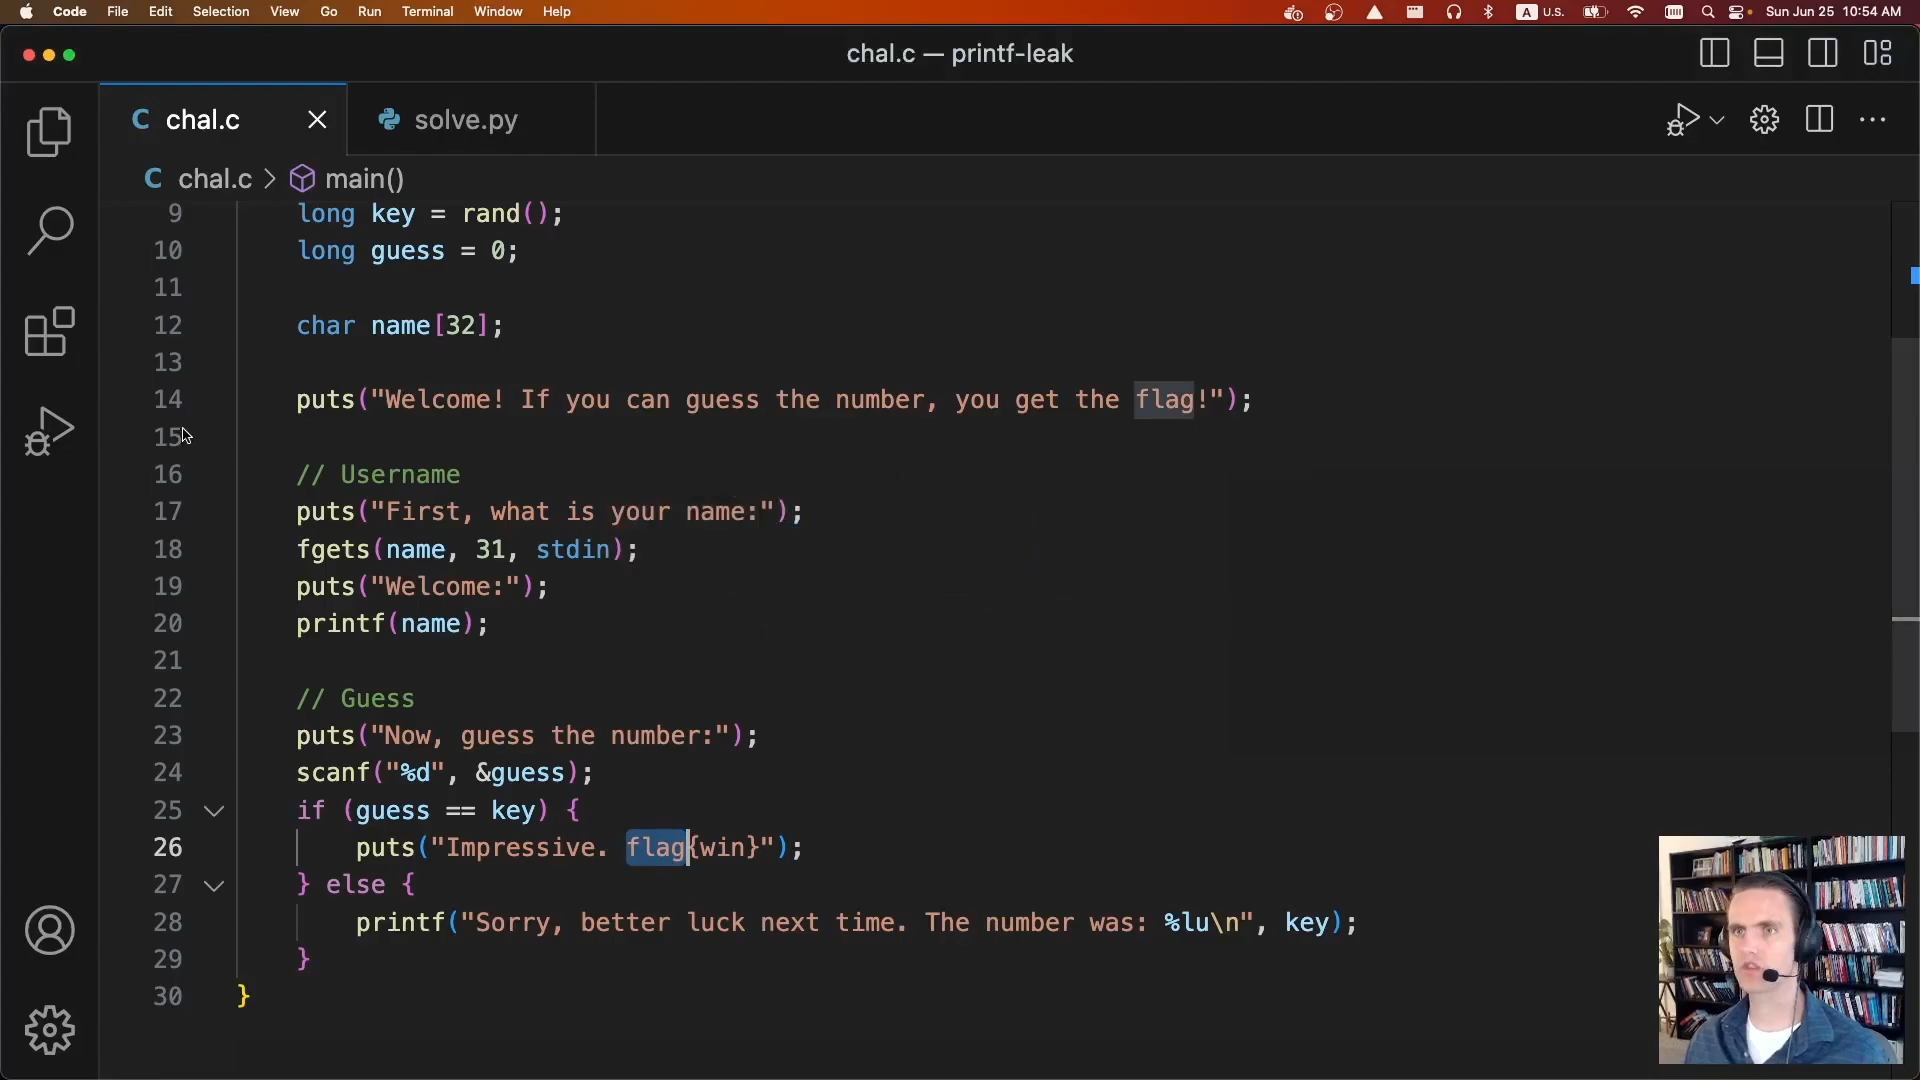 Code File Edit Selection View Go Run Terminal Window Help A U.S. Sun Jun 25 10:54 AM
chal.c — printf-leak
C chal.c solve.py
C chal.c > main()
9 long key = rand();
10 long guess = 0;
11
12 char name[32];
13
14 puts("Welcome! If you can guess the number, you get the flag!");
15
16 // Username
17 puts("First, what is your name:");
18 fgets(name, 31, stdin);
19 puts("Welcome:");
20 printf(name);
21
22 // Guess
23 puts("Now, guess the number:");
24 scanf("%d", &guess);
25 if (guess == key) {
26 puts("Impressive. flag{win}");
27 } else {
28 printf("Sorry, better luck next time. The number was: %lu\n", key);
29 }
30 }